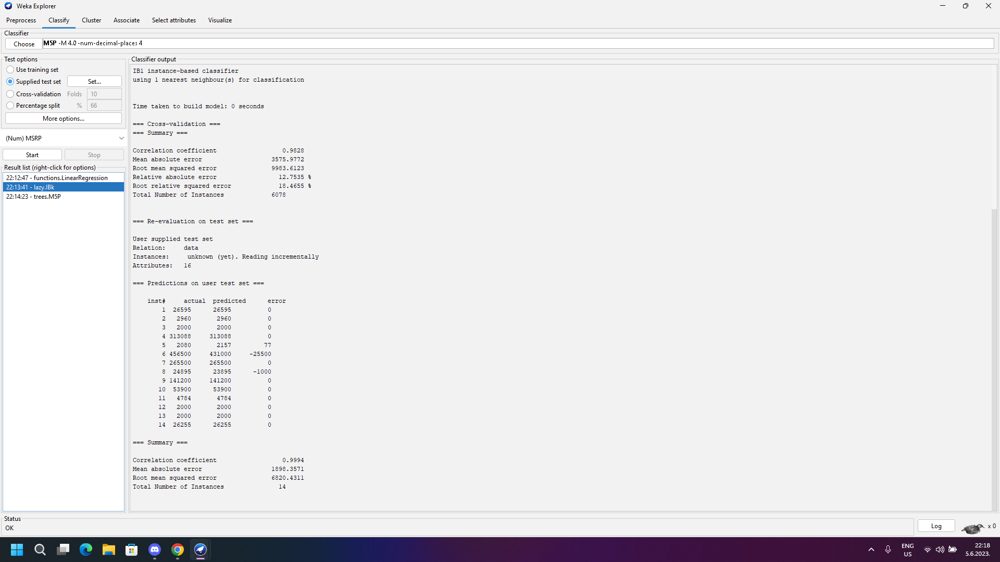 Weka Explorer
Preprocess Classify Cluster Associate Select attributes Visualize
Classifier
Choose M5P -M 4.0 -num-decimal-places 4
Test options
Use training set
Supplied test set Set...
Cross-validation Folds 10
Percentage split % 66
More options...
(Num) MSRP
Start Stop
Result list (right-click for options)
22:12:47 - functions.LinearRegression
22:13:41 - lazy.IBk
22:14:23 - trees.M5P
Classifier output
IB1 instance-based classifier
using 1 nearest neighbour(s) for classification
Time taken to build model: 0 seconds
=== Cross-validation ===
=== Summary ===
Correlation coefficient 0.9828
Mean absolute error 3575.9772
Root mean squared error 9983.6123
Relative absolute error 12.7535 %
Root relative squared error 18.4655 %
Total Number of Instances 6078
=== Re-evaluation on test set ===
User supplied test set
Relation: data
Instances: unknown (yet). Reading incrementally
Attributes: 16
=== Predictions on user test set ===
inst# actual predicted error
1 26595 26595 0
2 2960 2960 0
3 2000 2000 0
4 313088 313088 0
5 2080 2157 77
6 456500 431000 -25500
7 265500 265500 0
8 24895 23895 -1000
9 141200 141200 0
10 53900 53900 0
11 4784 4784 0
12 2000 2000 0
13 2000 2000 0
14 26255 26255 0
=== Summary ===
Correlation coefficient 0.9994
Mean absolute error 1898.3571
Root mean squared error 6820.4311
Total Number of Instances 14
Status
OK
Log x 0
ENG
US
22:18
5.6.2023.